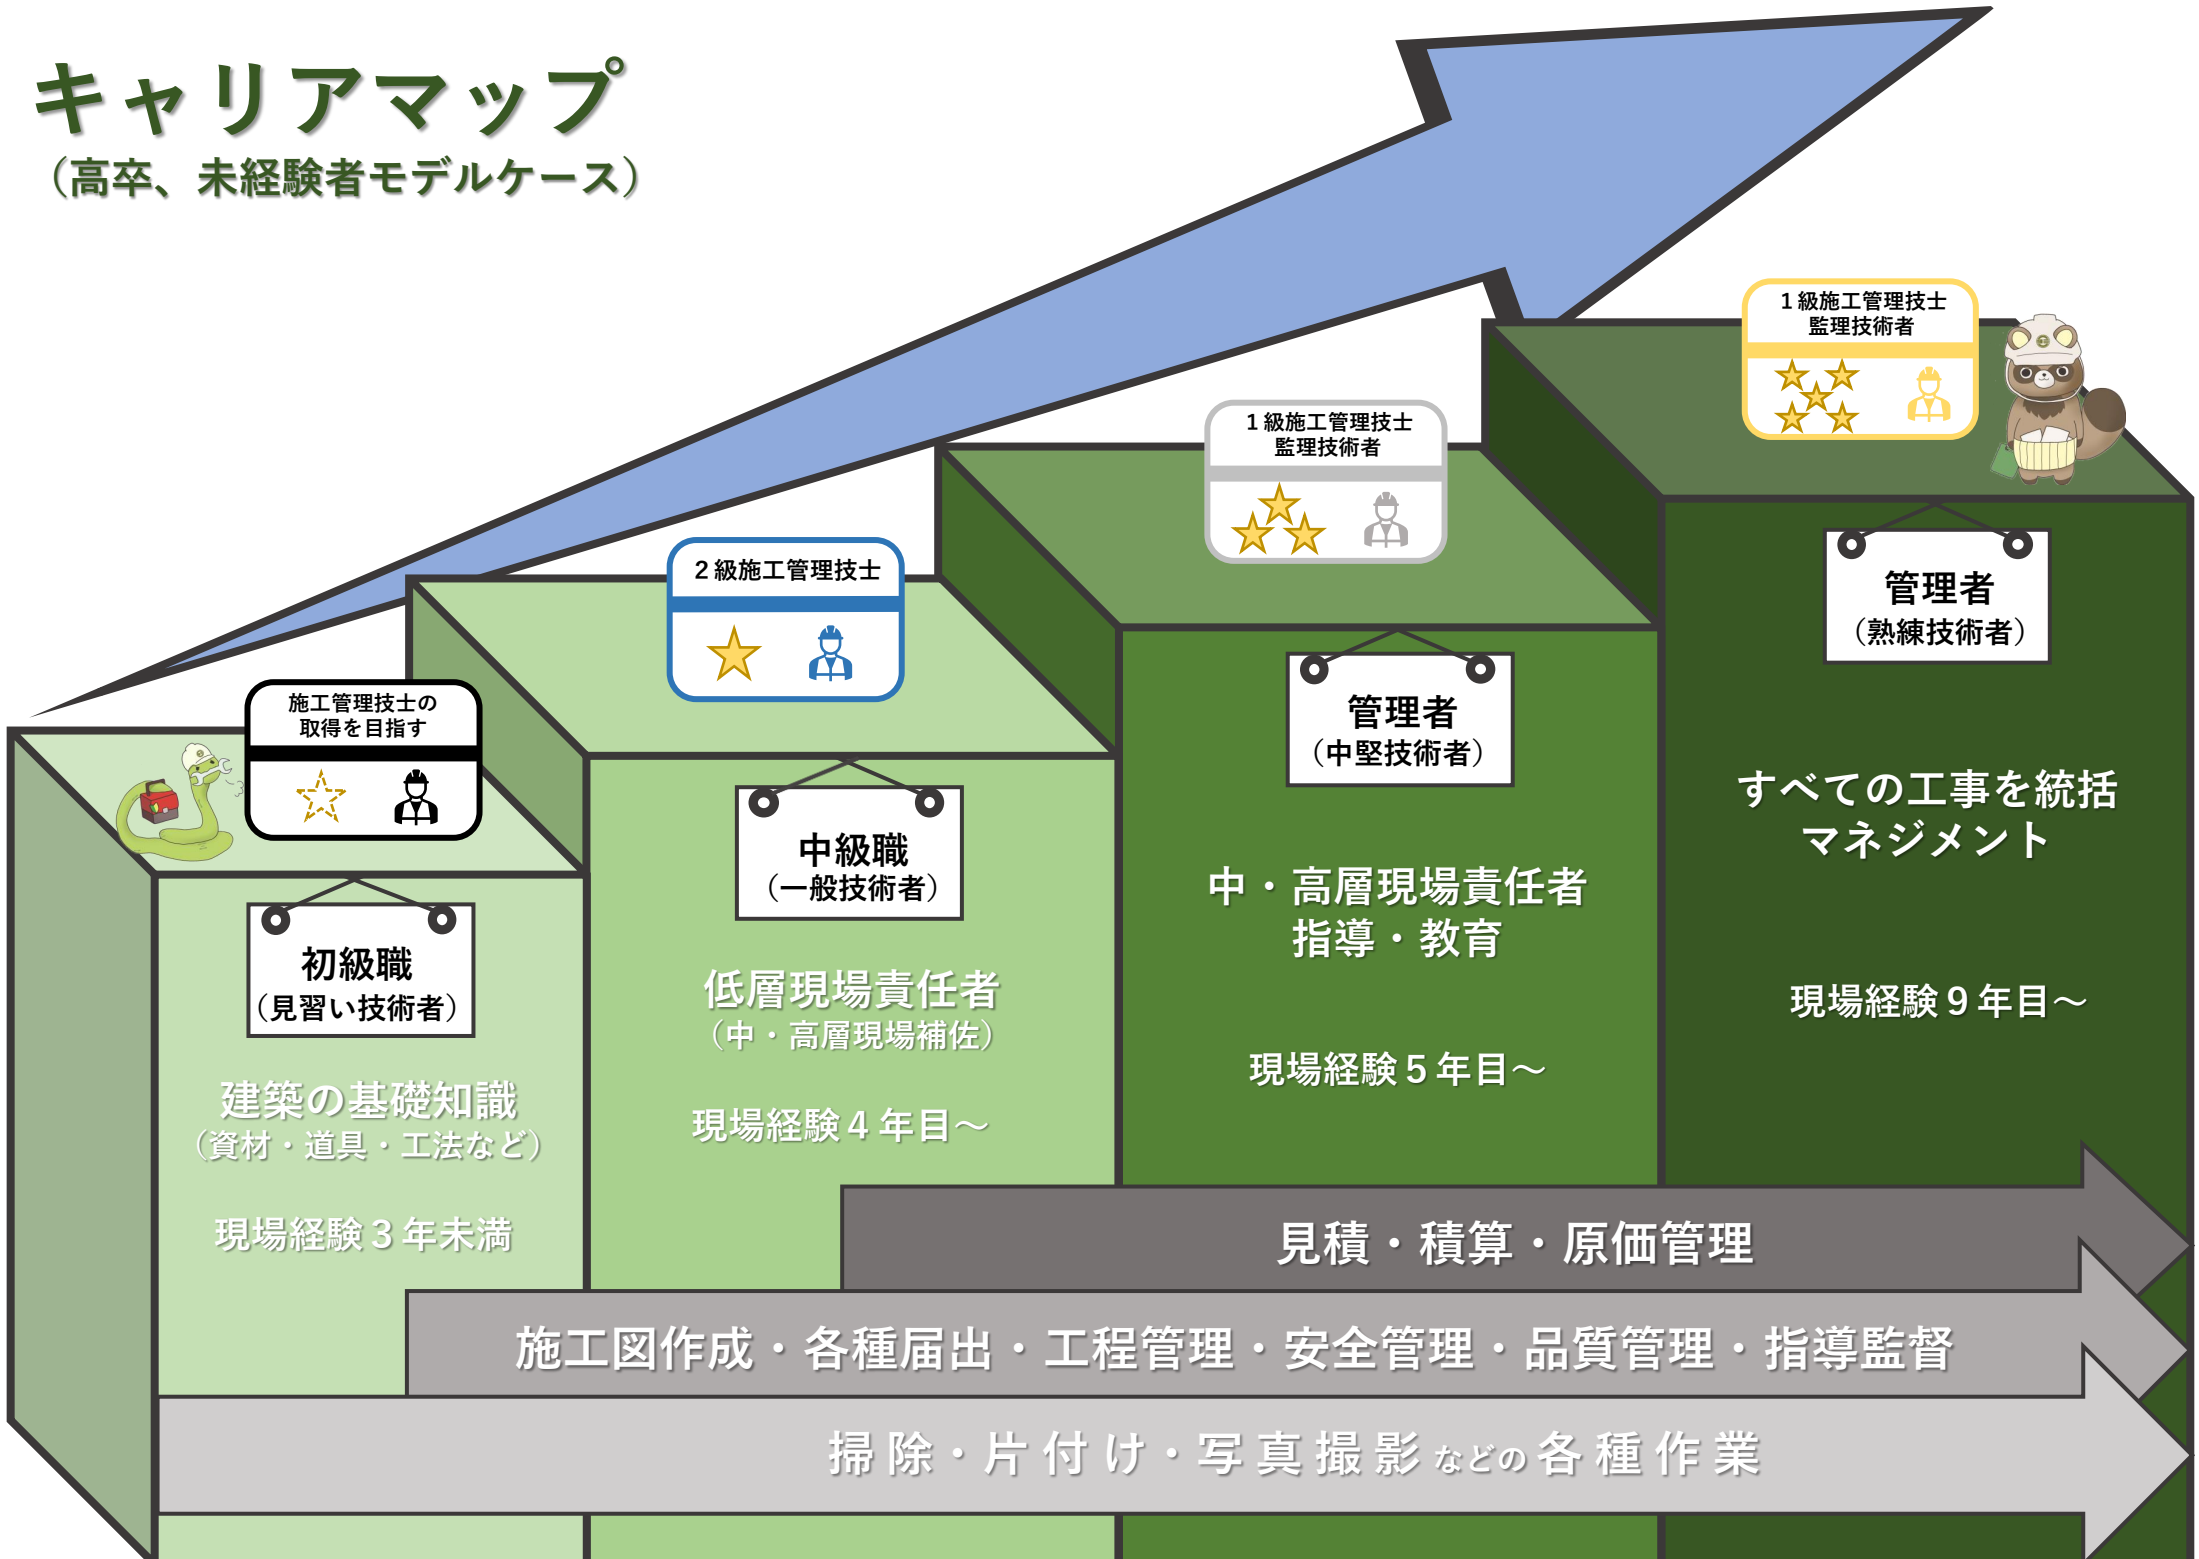 キャリアマップ
（高卒、未経験者モデルケース）
施工管理技士の
取得を目指す
初級職
（見習い技術者）
建築の基礎知識
（資材・道具・工法など）
現場経験３年未満
２級施工管理技士
中級職
（一般技術者）
低層現場責任者
（中・高層現場補佐）
現場経験４年目～
１級施工管理技士
監理技術者
管理者
（中堅技術者）
中・高層現場責任者
指導・教育
現場経験５年目～
１級施工管理技士
監理技術者
管理者
（熟練技術者）
すべての工事を統括
マネジメント
現場経験９年目～
見積・積算・原価管理
施工図作成・各種届出・工程管理・安全管理・品質管理・指導監督
掃除・片付け・写真撮影などの各種作業